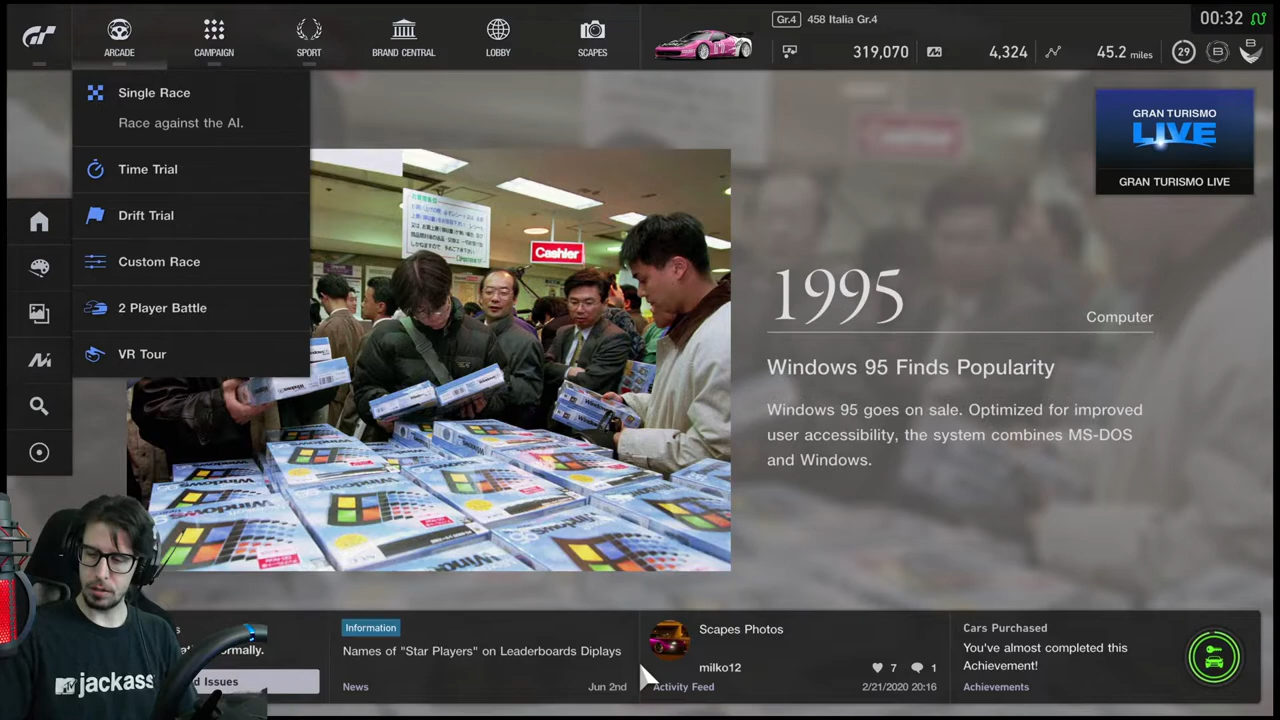 Gr.4 458 Italia Gr.4
00:32
ARCADE
CAMPAIGN
SPORT
BRAND CENTRAL
LOBBY
SCAPES
319,070
4,324
45.2 miles
29
B
B
Single Race
Race against the AI.
Time Trial
Drift Trial
Custom Race
2 Player Battle
VR Tour
GRAN TURISMO
LIVE
GRAN TURISMO LIVE
Cashier
1995
Computer
Windows 95 Finds Popularity
Windows 95 goes on sale. Optimized for improved
user accessibility, the system combines MS-DOS
and Windows.
Information
Names of "Star Players" on Leaderboards Diplays
News
Jun 2nd
Scapes Photos
milko12
7
1
Activity Feed
2/21/2020 20:16
Cars Purchased
You've almost completed this
Achievement!
Achievements
Issues
jackass